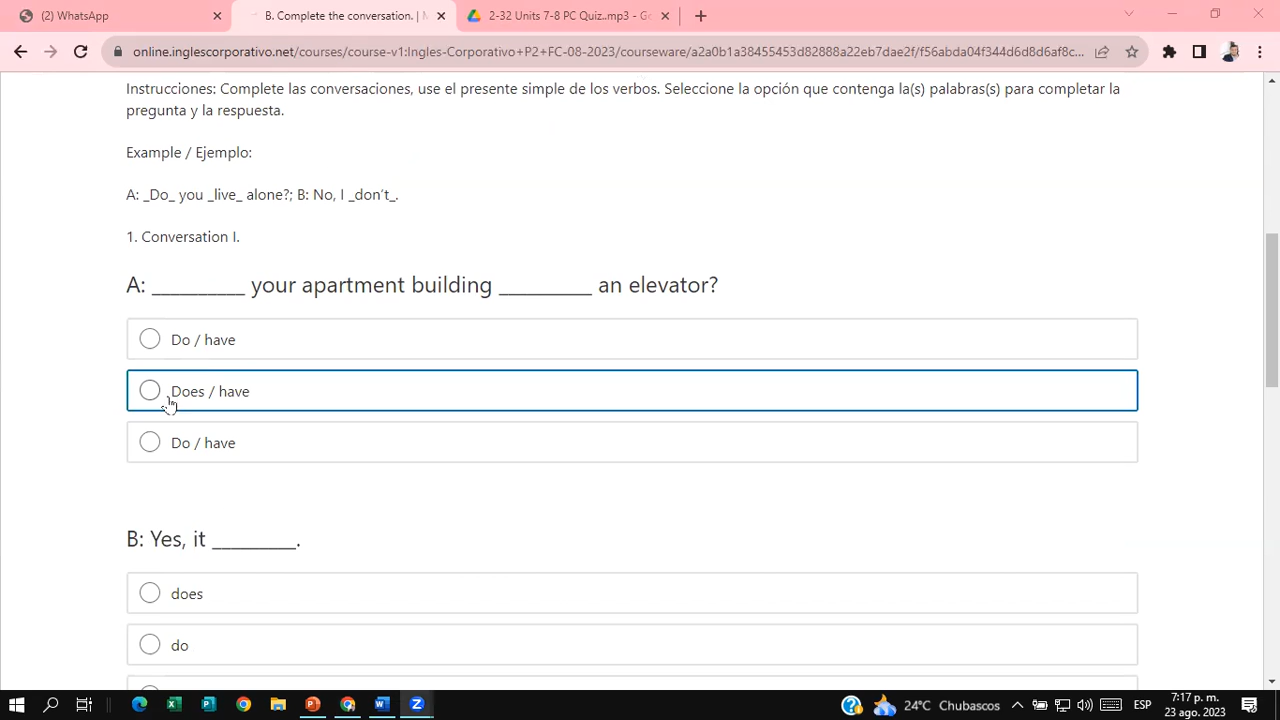 (2) WhatsApp
B. Complete the conversation. | M
2-32 Units 7-8 PC Quiz..mp3 - Go
online.inglescorporativo.net/courses/course-v1:Ingles-Corporativo+P2+FC-08-2023/courseware/a2a0b1a38455453d82888a22eb7dae2f/f56abda04f344d6d8d6af8c...
Instrucciones: Complete las conversaciones, use el presente simple de los verbos. Seleccione la opción que contenga la(s) palabras(s) para completar la
pregunta y la respuesta.
Example / Ejemplo:
A: _Do_ you _live_ alone?; B: No, I _don't_.
1. Conversation I.
A: __________ your apartment building __________ an elevator?
Do / have
Does / have
Do / have
B: Yes, it _________.
does
do
24°C Chubascos
ESP
7:17 p. m.
23 ago. 2023